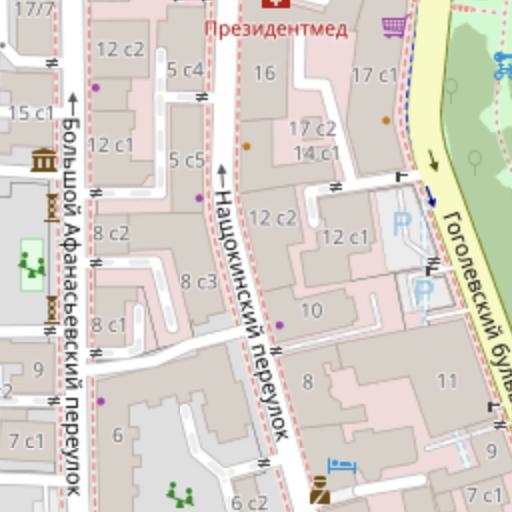 17/7
Президентмед
12 с2
5 с4
16
17 с1
15 с1
17 с2
14 с1
12 с1
5 с5
Большой Афанасьевский переулок
Нащокинский переулок
Гоголевский буль
8 с2
12 с2
12 с1
P
8 с3
P
10
8 с1
9
8
11
2
7 с1
6
9
6 с2
7 с1